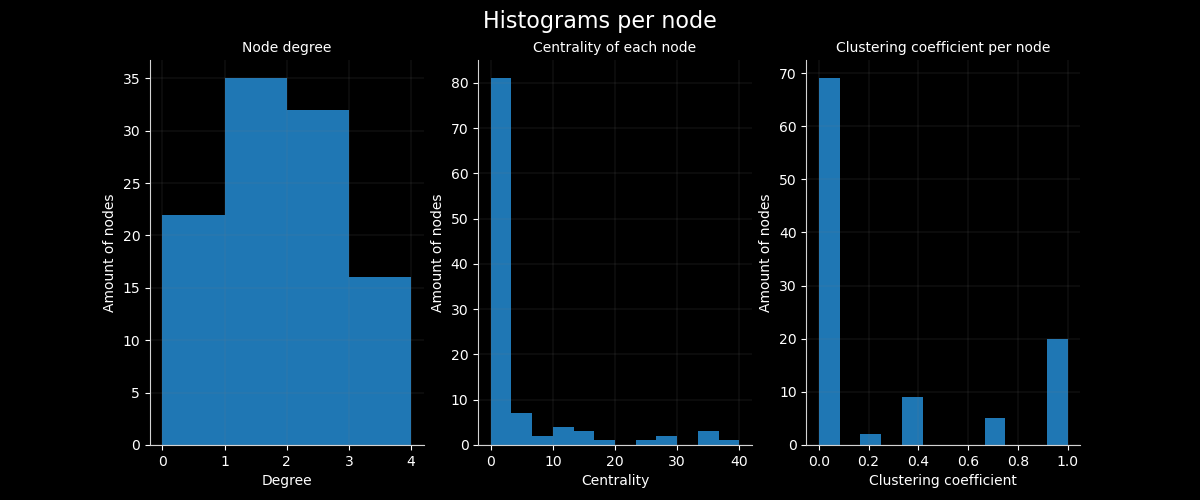 Histograms per node
Node degree
Amount of nodes
35
30
25
20
15
10
5
0
0 1 2 3 4
Degree
Centrality of each node
Amount of nodes
80
70
60
50
40
30
20
10
0
0 10 20 30 40
Centrality
Clustering coefficient per node
Amount of nodes
70
60
50
40
30
20
10
0
0.0 0.2 0.4 0.6 0.8 1.0
Clustering coefficient